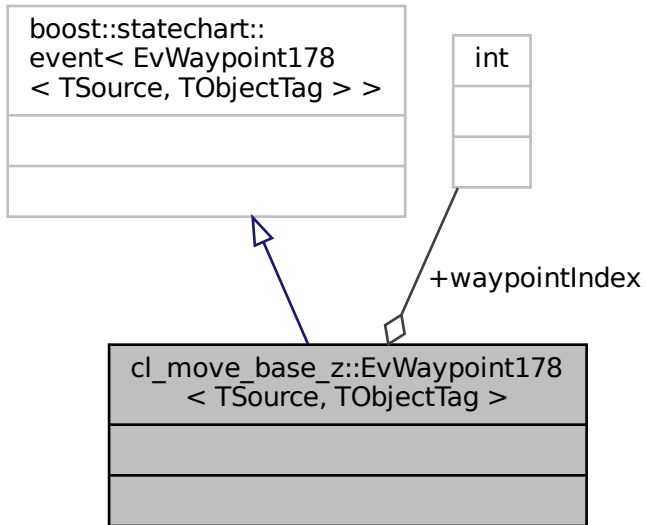 boost::statechart::
event< EvWaypoint178
< TSource, TObjectTag > >
int
+waypointIndex
cl_move_base_z::EvWaypoint178
< TSource, TObjectTag >